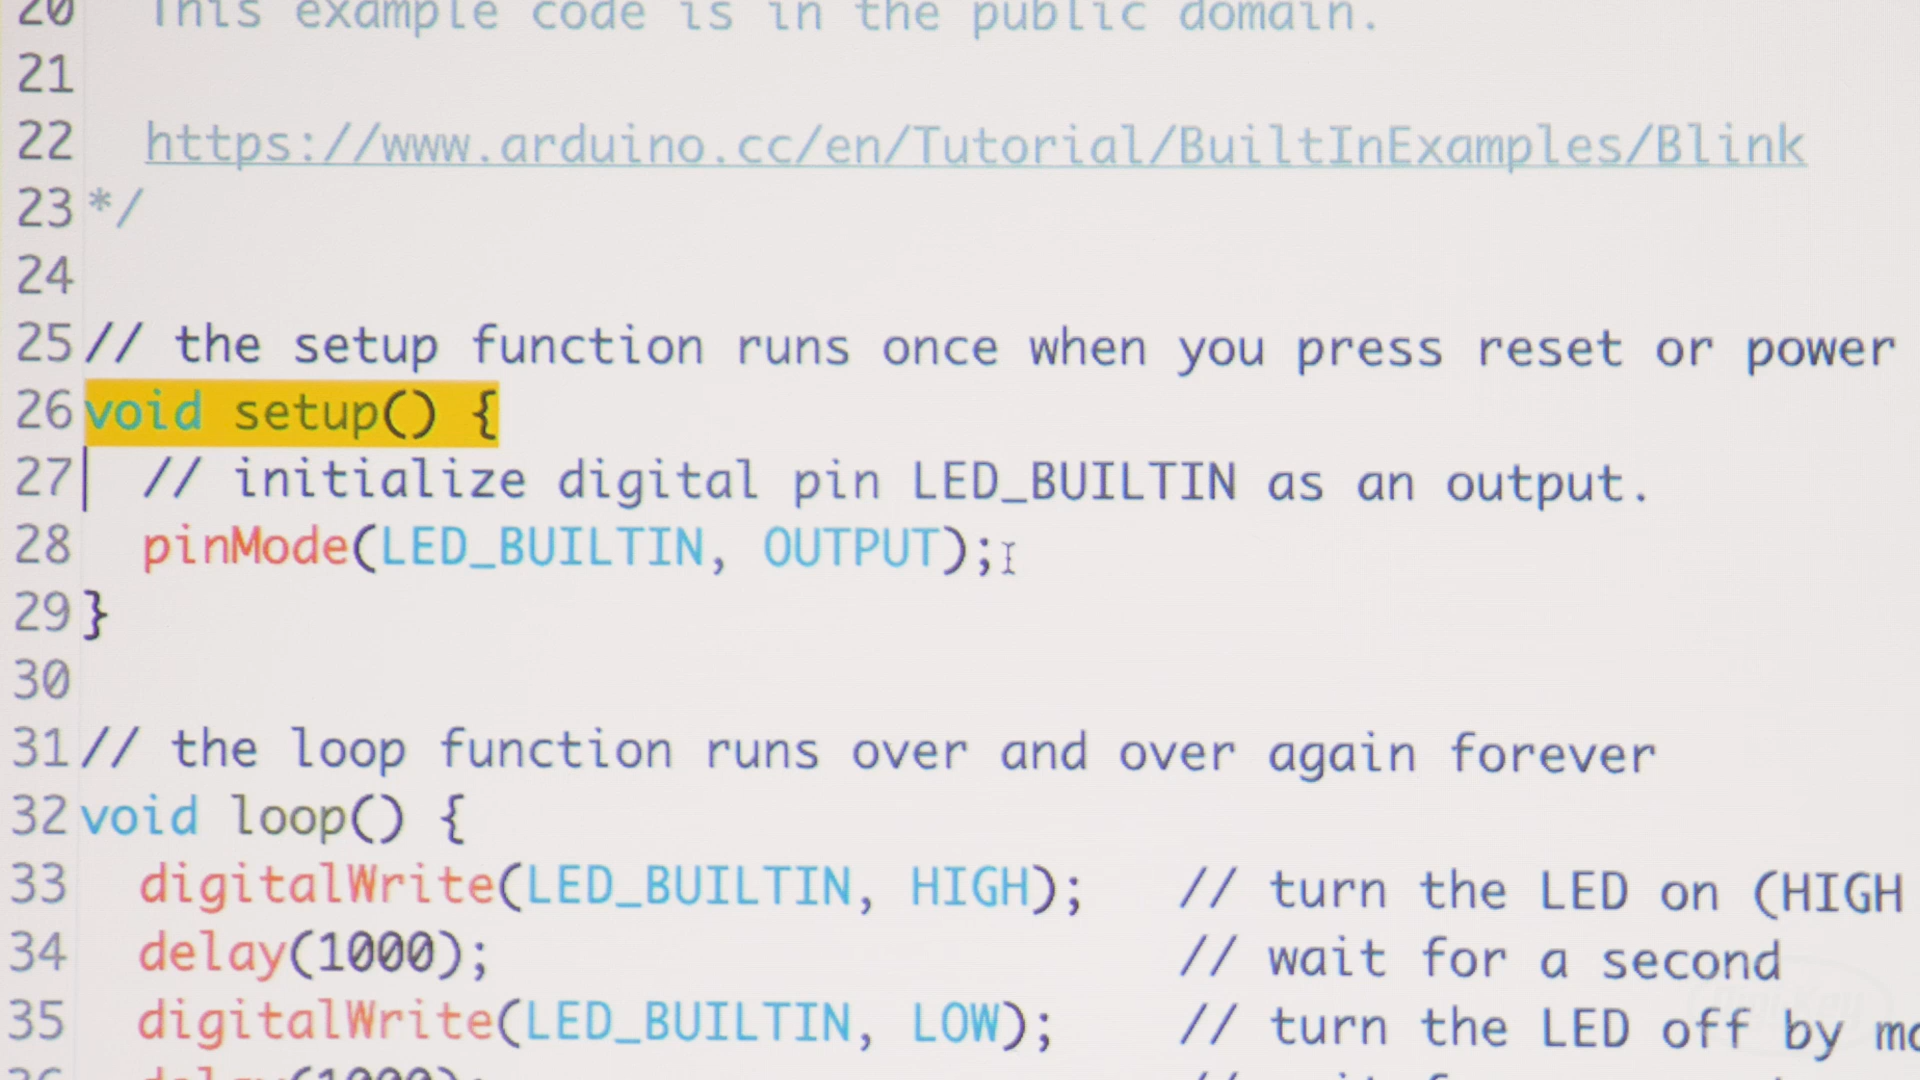 20 This example code is in the public domain.
21
22 https://www.arduino.cc/en/Tutorial/BuiltInExamples/Blink
23 */
24
25 // the setup function runs once when you press reset or power
26 void setup() {
27 // initialize digital pin LED_BUILTIN as an output.
28 pinMode(LED_BUILTIN, OUTPUT);
29 }
30
31 // the loop function runs over and over again forever
32 void loop() {
33 digitalWrite(LED_BUILTIN, HIGH); // turn the LED on (HIGH
34 delay(1000); // wait for a second
35 digitalWrite(LED_BUILTIN, LOW); // turn the LED off by
36 delay(1000);